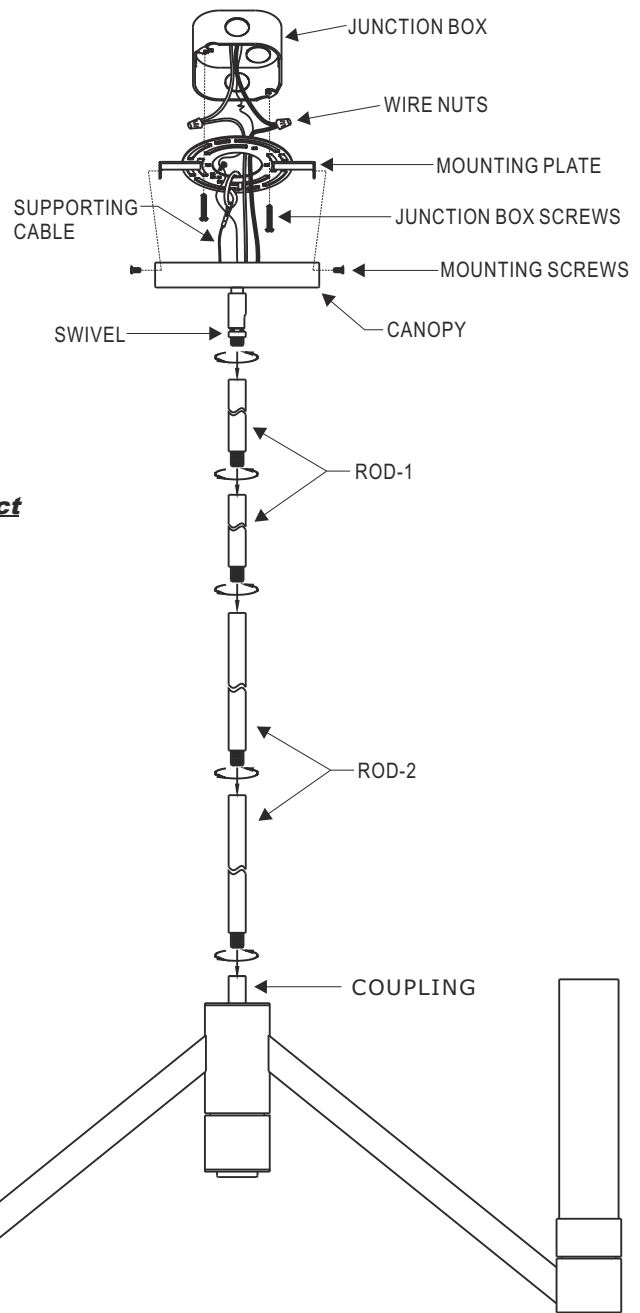 JUNCTION BOX
WIRE NUTS
MOUNTING PLATE
SUPPORTING
CABLE
JUNCTION BOX SCREWS
MOUNTING SCREWS
CANOPY
SWIVEL
ROD-1
ct
ROD-2
COUPLING